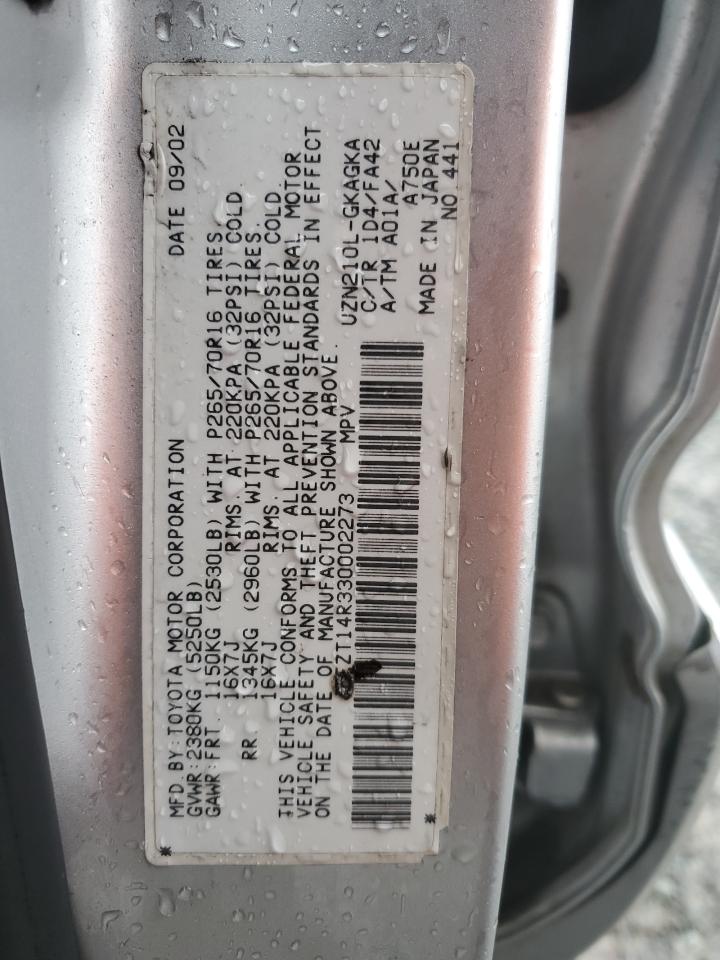 MFD.BY:TOYOTA MOTOR CORPORATION DATE 09/02
GVWR:2380KG(5250LB)
GAWR:FRT. 1150KG (2530LB) WITH P265/70R16 TIRES.
16X7J RIMS.AT 220KPA (32PSI) COLD.
RR. 1345KG (2960LB) WITH P265/70R16 TIRES.
16X7J RIMS. AT 220KPA (32PSI) COLD.
THIS VEHICLE CONFORMS TO ALL APPLICABLE FEDERAL MOTOR
VEHICLE SAFETY AND THEFT PREVENTION STANDARDS IN EFFECT
ON THE DATE OF MANUFACTURE SHOWN ABOVE.
ZT14R330002273 MPV
UZN210L-GKAGKA
C/TR 1D4/FA42
A/TM A01A/
A750E
MADE IN JAPAN
NO 441